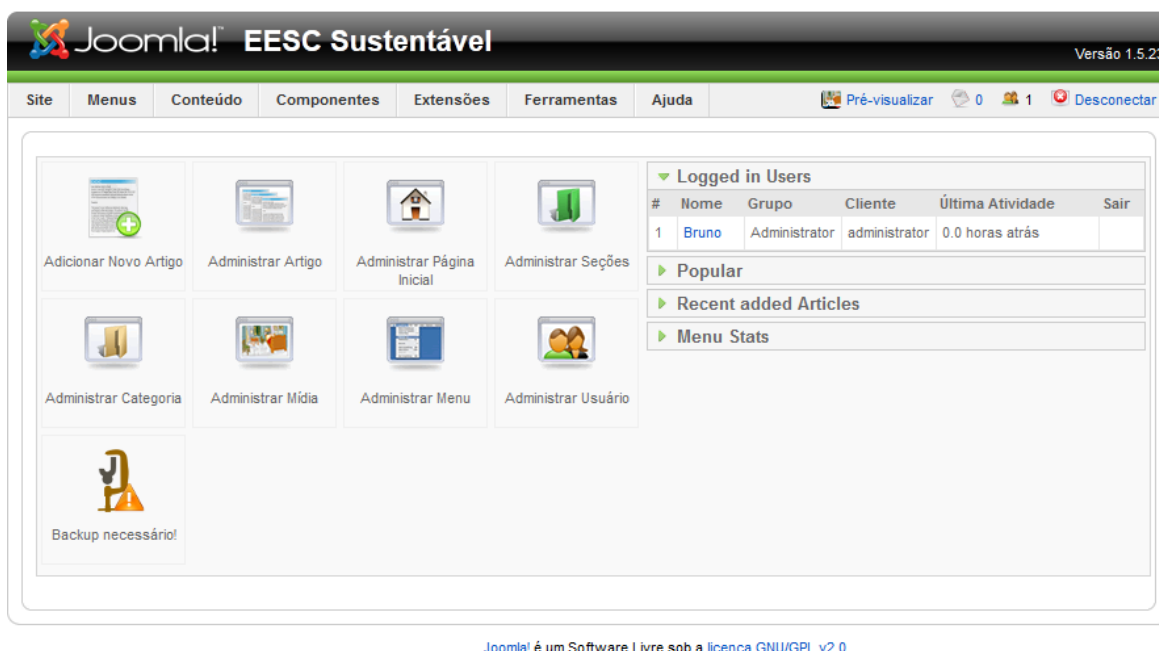 Joomla! EESC Sustentável
Versão 1.5.23
Site Menus Conteúdo Componentes Extensões Ferramentas Ajuda Pré-visualizar 0 1 Desconectar
Adicionar Novo Artigo
Administrar Artigo
Administrar Página
Inicial
Administrar Seções
Administrar Categoria
Administrar Mídia
Administrar Menu
Administrar Usuário
Backup necessário!
Logged in Users
# Nome Grupo Cliente Última Atividade Sair
1 Bruno Administrator administrator 0.0 horas atrás
Popular
Recent added Articles
Menu Stats
Joomla! é um Software Livre sob a licença GNU/GPL v2.0